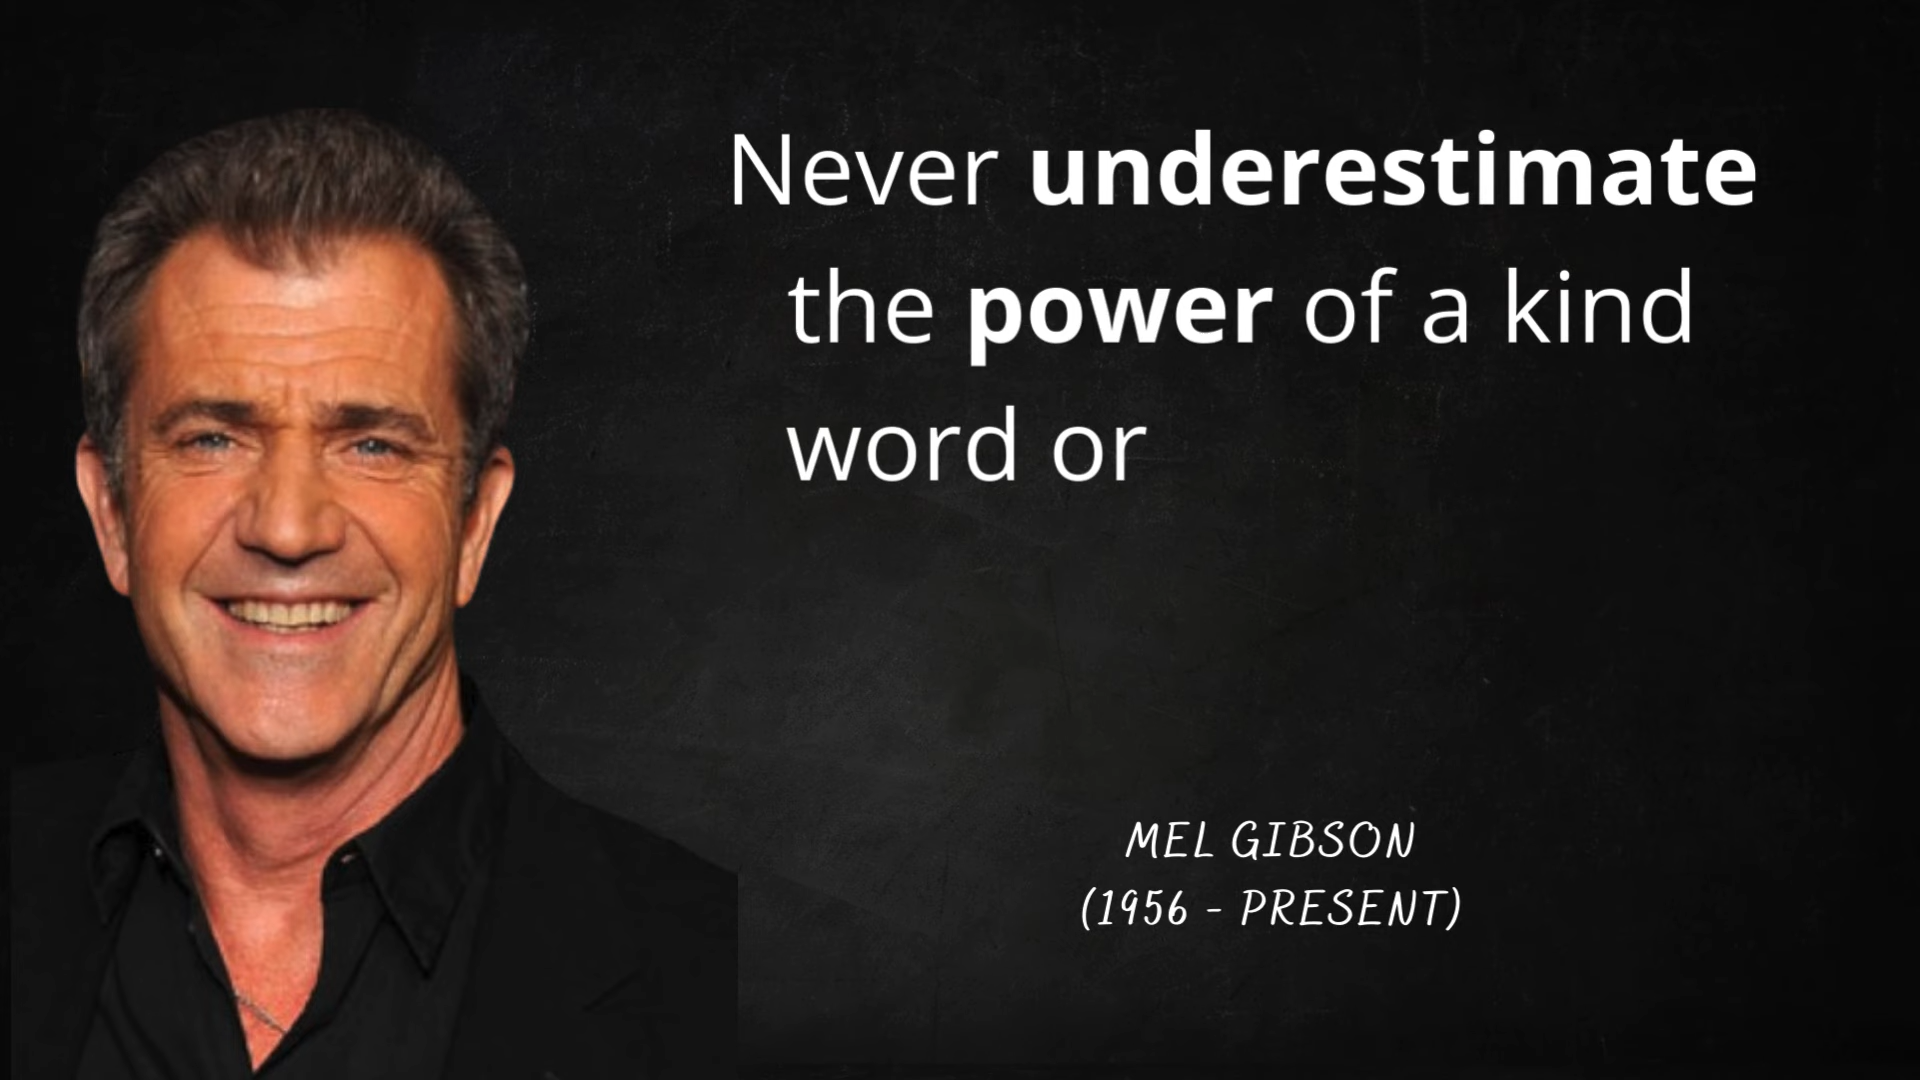 Never underestimate
the power of a kind
word or
MEL GIBSON
(1956 - PRESENT)